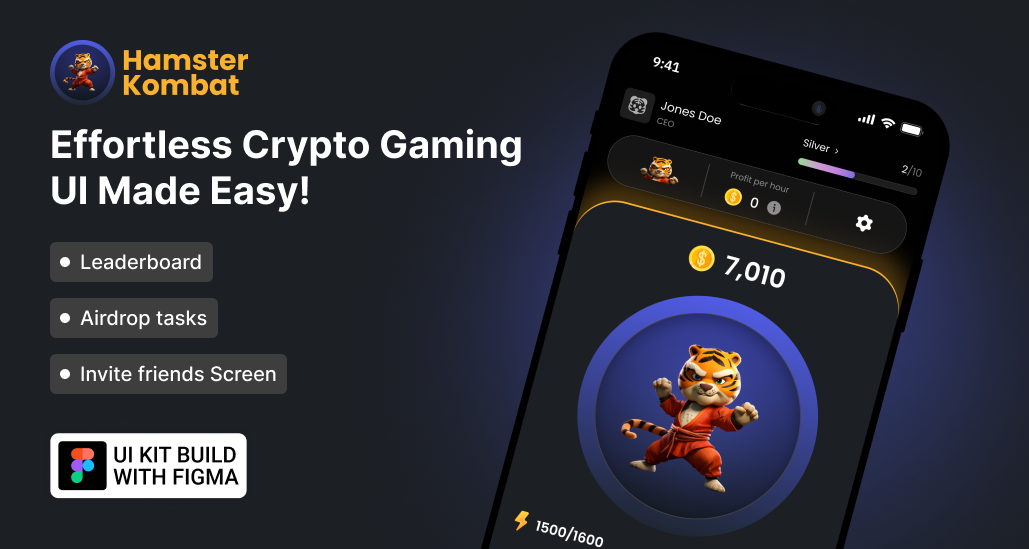 Hamster
Kombat
Effortless Crypto Gaming
UI Made Easy!
Leaderboard
Airdrop tasks
Invite friends Screen
UI KIT BUILD
WITH FIGMA
9:41
Jones Doe
CEO
Silver ›
2/10
Profit per hour
0
7,010
1500/1600